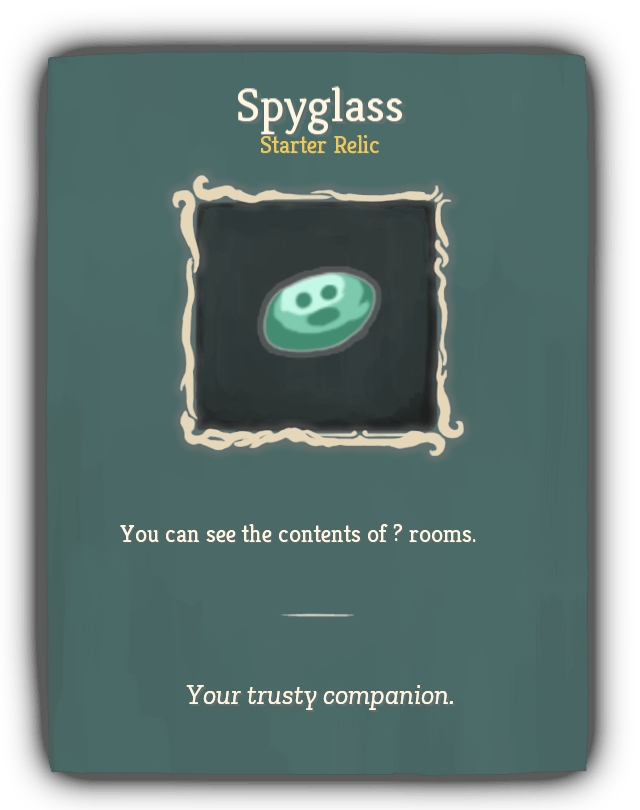 Spyglass
Starter Relic
You can see the contents of ? rooms.
Your trusty companion.